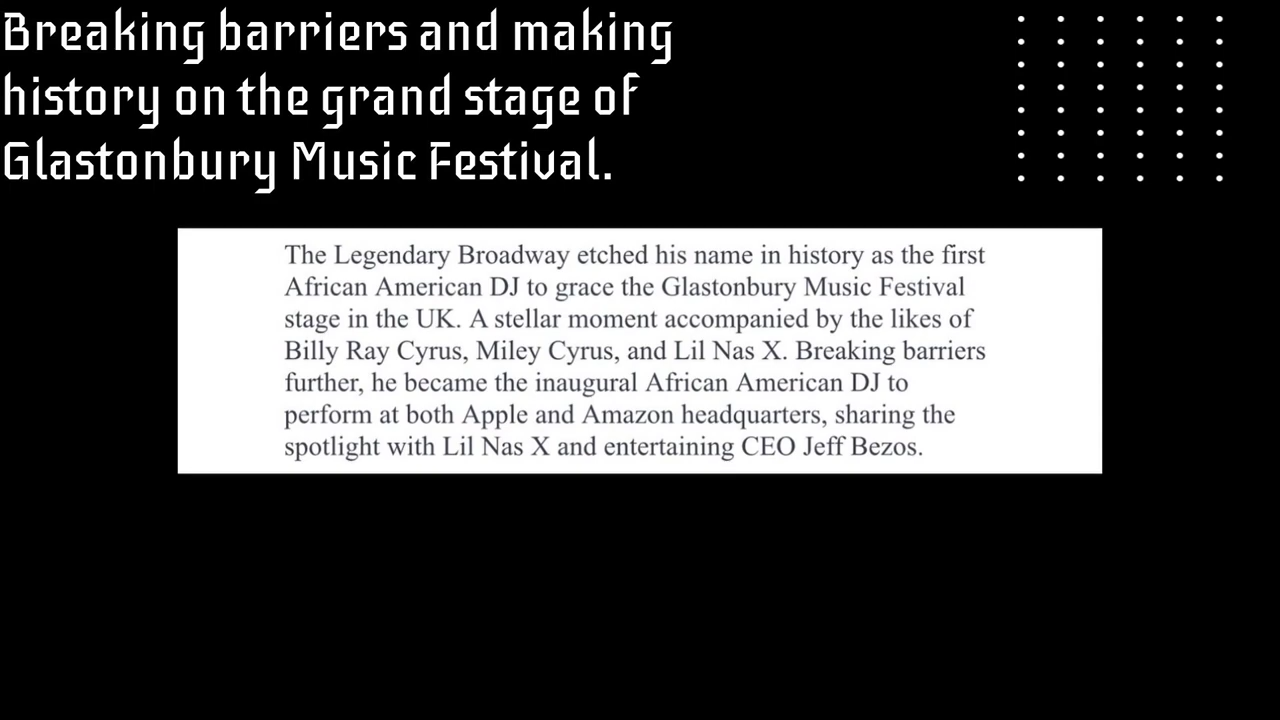 Breaking barriers and making
history on the grand stage of
Glastonbury Music Festival.
The Legendary Broadway etched his name in history as the first
African American DJ to grace the Glastonbury Music Festival
stage in the UK. A stellar moment accompanied by the likes of
Billy Ray Cyrus, Miley Cyrus, and Lil Nas X. Breaking barriers
further, he became the inaugural African American DJ to
perform at both Apple and Amazon headquarters, sharing the
spotlight with Lil Nas X and entertaining CEO Jeff Bezos.